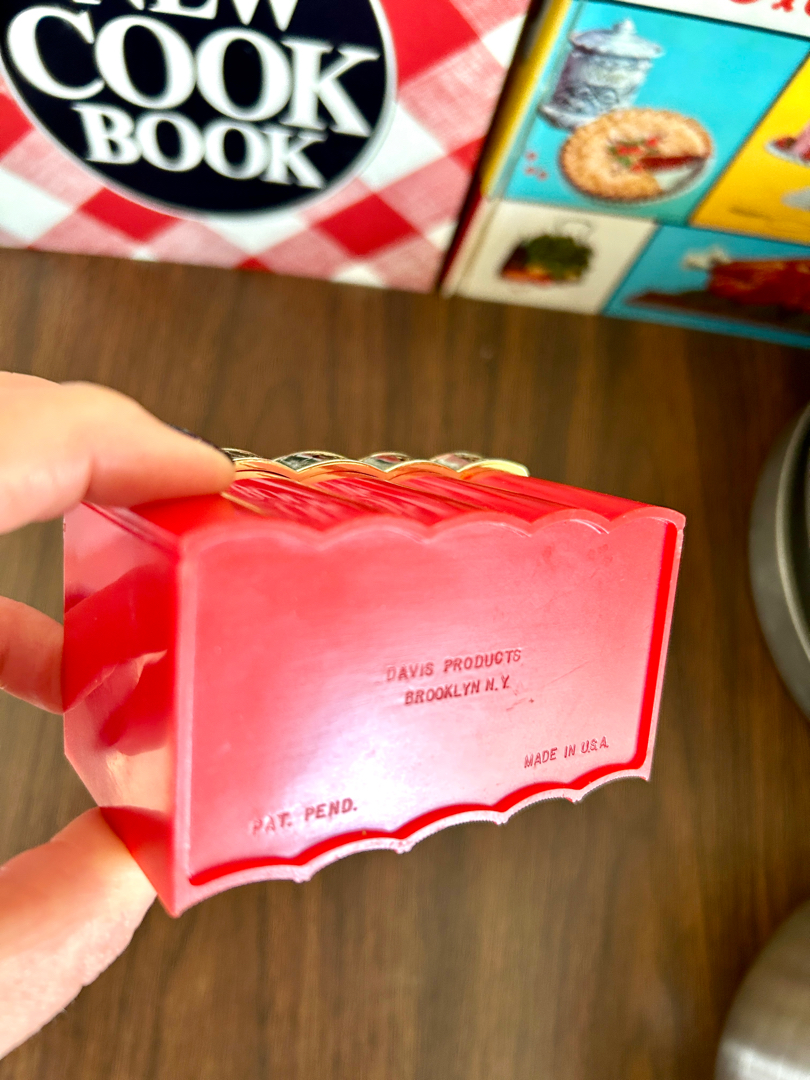 NEW
COOK
BOOK
DAVIS PRODUCTS
BROOKLYN N.Y.
MADE IN U.S.A.
PAT. PEND.